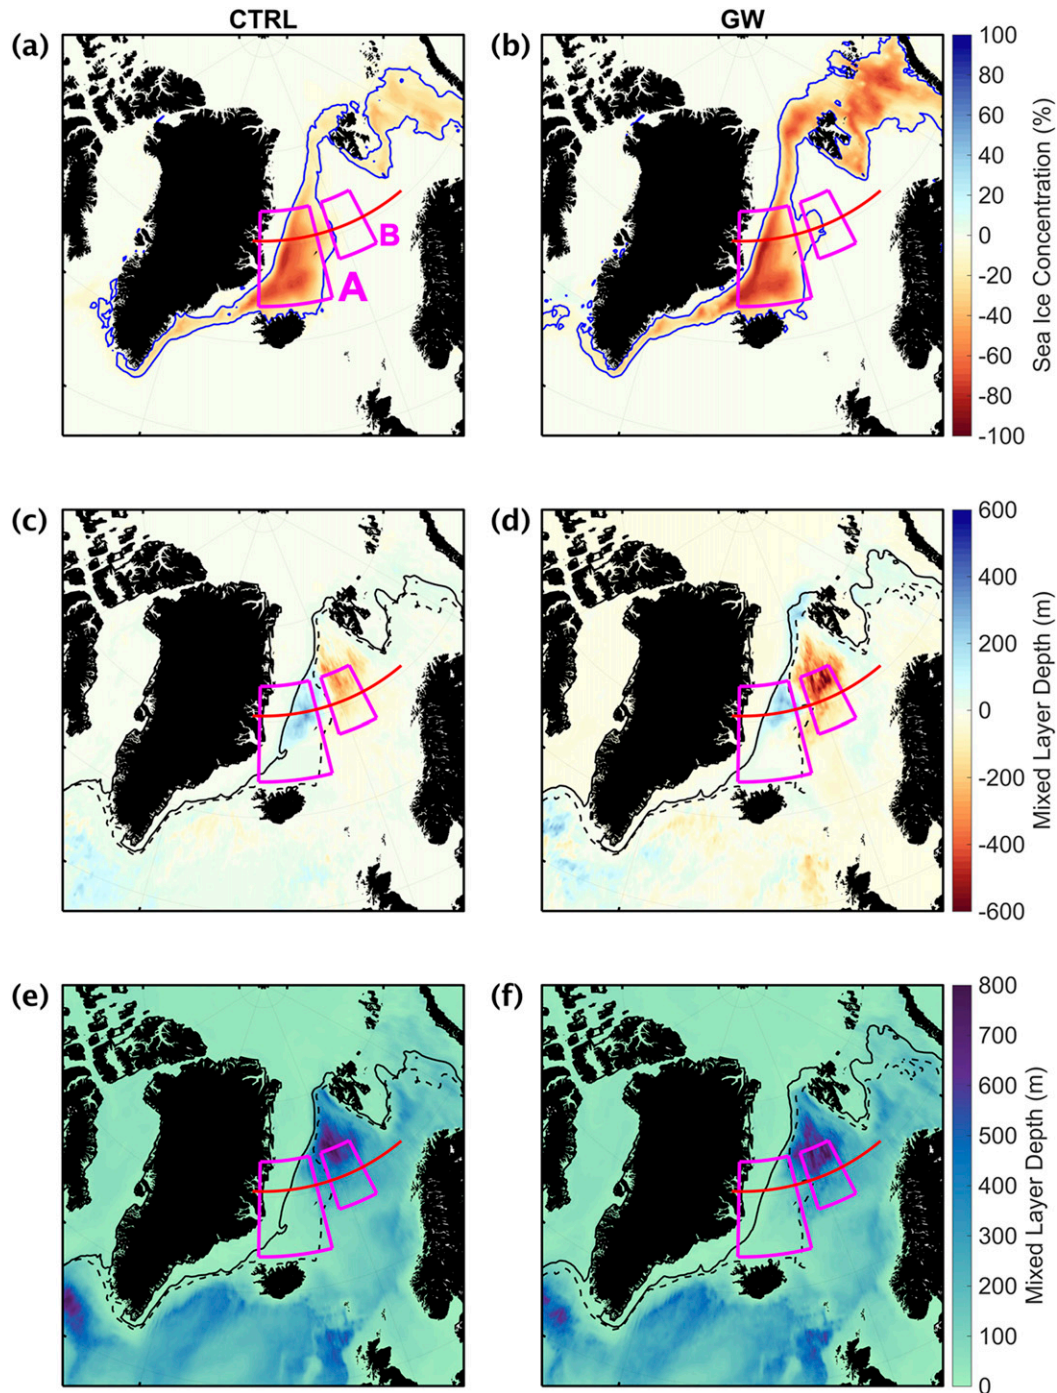 CTRL
GW
(a)
(b)
A
B
100
80
60
40
20
0
-20
-40
-60
-80
-100
Sea Ice Concentration (%)
(c)
(d)
600
400
200
0
-200
-400
-600
Mixed Layer Depth (m)
(e)
(f)
800
700
600
500
400
300
200
100
0
Mixed Layer Depth (m)